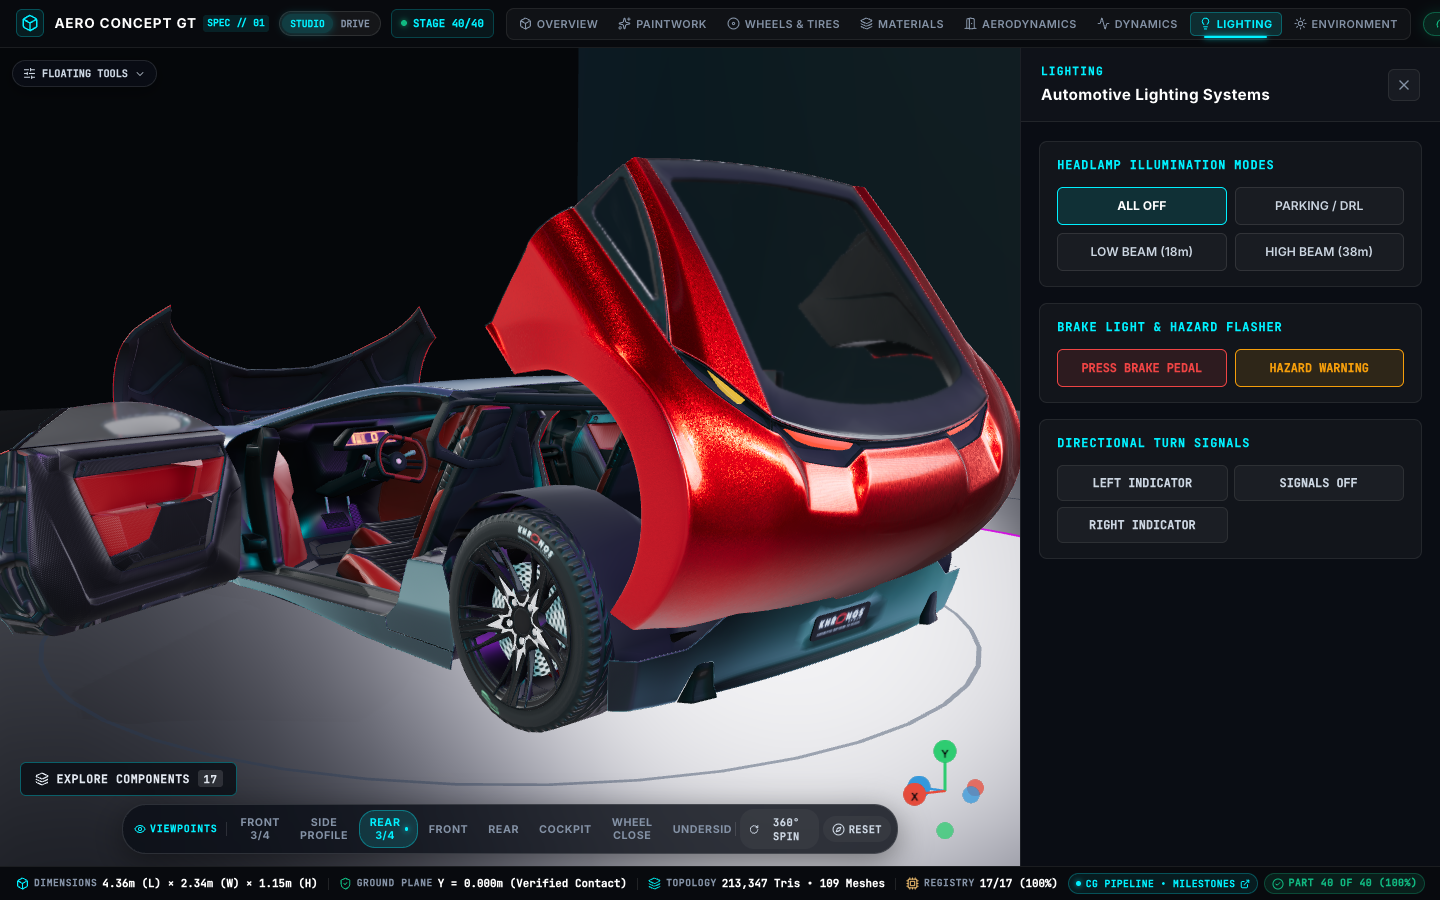 AERO CONCEPT GT
SPEC // 01
STUDIO
DRIVE
STAGE 40/40
OVERVIEW
PAINTWORK
WHEELS & TIRES
MATERIALS
AERODYNAMICS
DYNAMICS
LIGHTING
ENVIRONMENT
FLOATING TOOLS
LIGHTING
Automotive Lighting Systems
HEADLAMP ILLUMINATION MODES
ALL OFF
PARKING / DRL
LOW BEAM (18m)
HIGH BEAM (38m)
BRAKE LIGHT & HAZARD FLASHER
PRESS BRAKE PEDAL
HAZARD WARNING
DIRECTIONAL TURN SIGNALS
LEFT INDICATOR
SIGNALS OFF
RIGHT INDICATOR
KHRONOS
KHRONOS
Y
X
EXPLORE COMPONENTS 17
VIEWPOINTS
FRONT
3/4
SIDE
PROFILE
REAR
3/4
FRONT
REAR
COCKPIT
WHEEL
CLOSE
UNDERSID
360°
SPIN
RESET
DIMENSIONS 4.36m (L) × 2.34m (W) × 1.15m (H)
GROUND PLANE Y = 0.000m (Verified Contact)
TOPOLOGY 213,347 Tris • 109 Meshes
REGISTRY 17/17 (100%)
CG PIPELINE • MILESTONES
PART 40 OF 40 (100%)